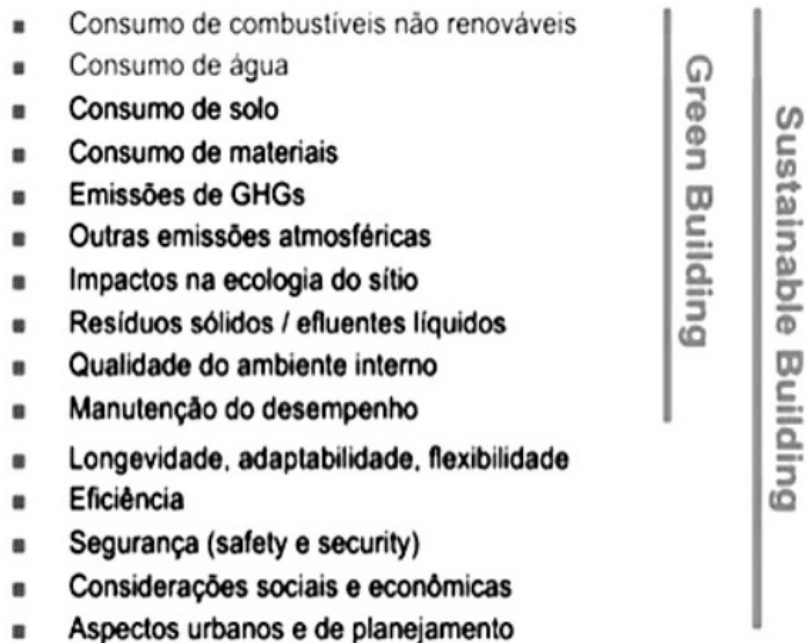 Consumo de combustíveis não renováveis
Consumo de água
Consumo de solo
Consumo de materiais
Emissões de GHGs
Outras emissões atmosféricas
Impactos na ecologia do sítio
Resíduos sólidos / efluentes líquidos
Qualidade do ambiente interno
Manutenção do desempenho
Longevidade, adaptabilidade, flexibilidade
Eficiência
Segurança (safety e security)
Considerações sociais e econômicas
Aspectos urbanos e de planejamento
Green Building
Sustainable Building